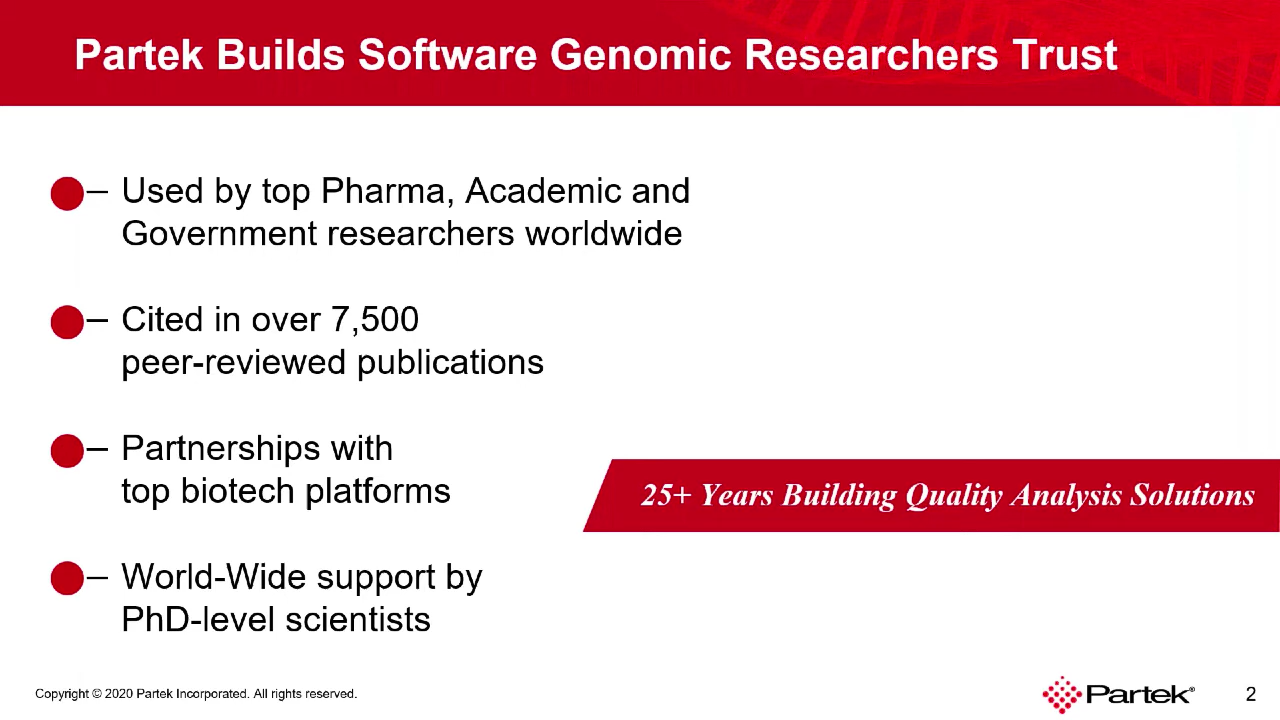 Partek Builds Software Genomic Researchers Trust
– Used by top Pharma, Academic and
Government researchers worldwide
– Cited in over 7,500
peer-reviewed publications
– Partnerships with
top biotech platforms
25+ Years Building Quality Analysis Solutions
– World-Wide support by
PhD-level scientists
Copyright © 2020 Partek Incorporated. All rights reserved.
Partek®
2